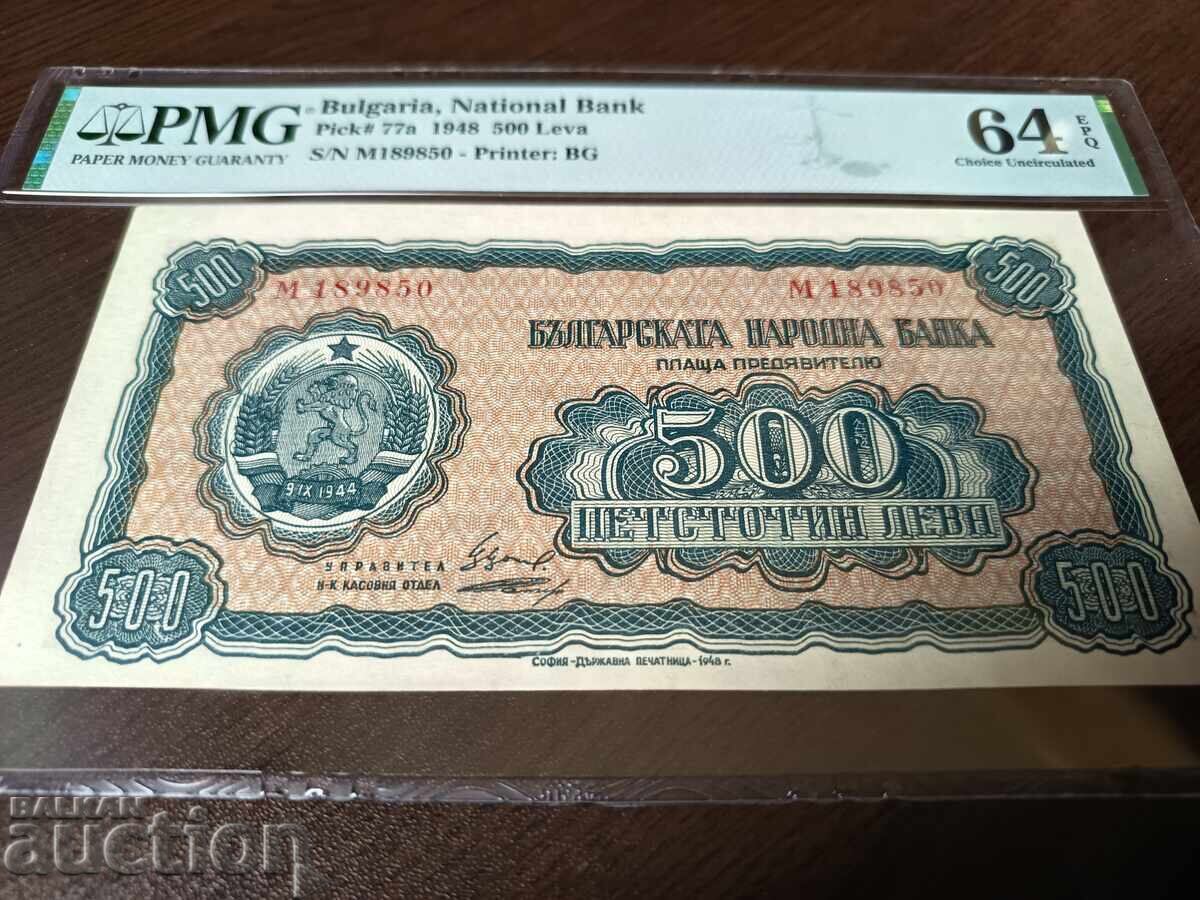 PMG
PAPER MONEY GUARANTY
Bulgaria, National Bank
Pick# 77a 1948 500 Leva
S/N M189850 - Printer: BG
64 EPQ
Choice Uncirculated
500
500
М 189850
М 189850
БЪЛГАРСКАТА НАРОДНА БАНКА
ПЛАЩА ПРЕДЯВИТЕЛЮ
500
ПЕТСТОТИН ЛЕВА
9 IX 1944
УПРАВИТЕЛ
Н-К КАСОВИЯ ОТДЕЛ
500
500
СОФИЯ-ДЪРЖАВНА ПЕЧАТНИЦА-1948 г.
BALKAN
auction